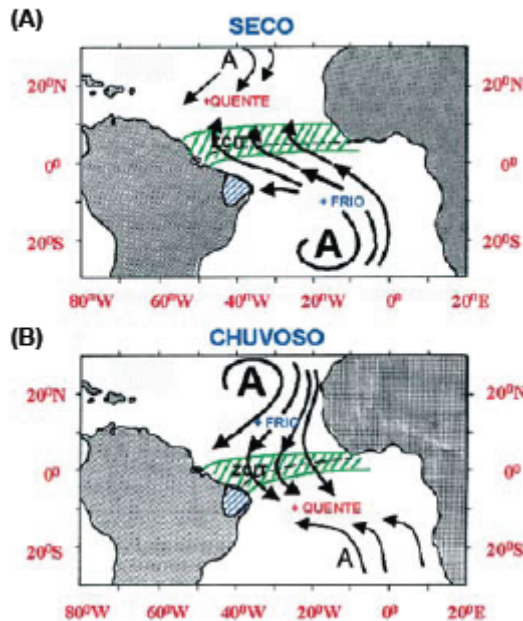 (A)
SECO
A
20ºN
+QUENTE
20ºN
ZCIT
0º
0º
+ FRIO
20ºS
A
20ºS
80ºW 60ºW 40ºW 20ºW 0º 20ºE
(B)
CHUVOSO
A
20ºN
+ FRIO
20ºN
0º
ZCIT
0º
+ QUENTE
20ºS
A
20ºS
80ºW 60ºW 40ºW 20ºW 0º 20ºE